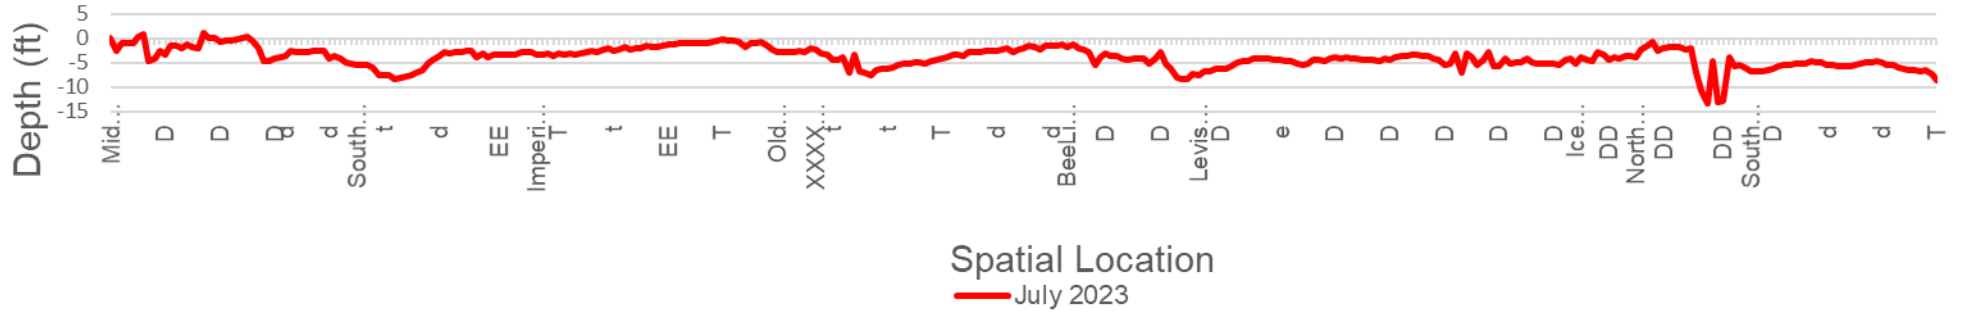 Depth (ft)
5
0
-5
-10
-15
Mid...
D
D
D
d
d
South...
t
d
EE
Imperi...
T
t
EE
T
Old...
XXXX...
t
t
T
d
d
BeeLi...
D
D
Levis...
D
e
D
D
D
D
D
Ice...
DD
North...
DD
DD
South...
D
d
d
T
Spatial Location
July 2023